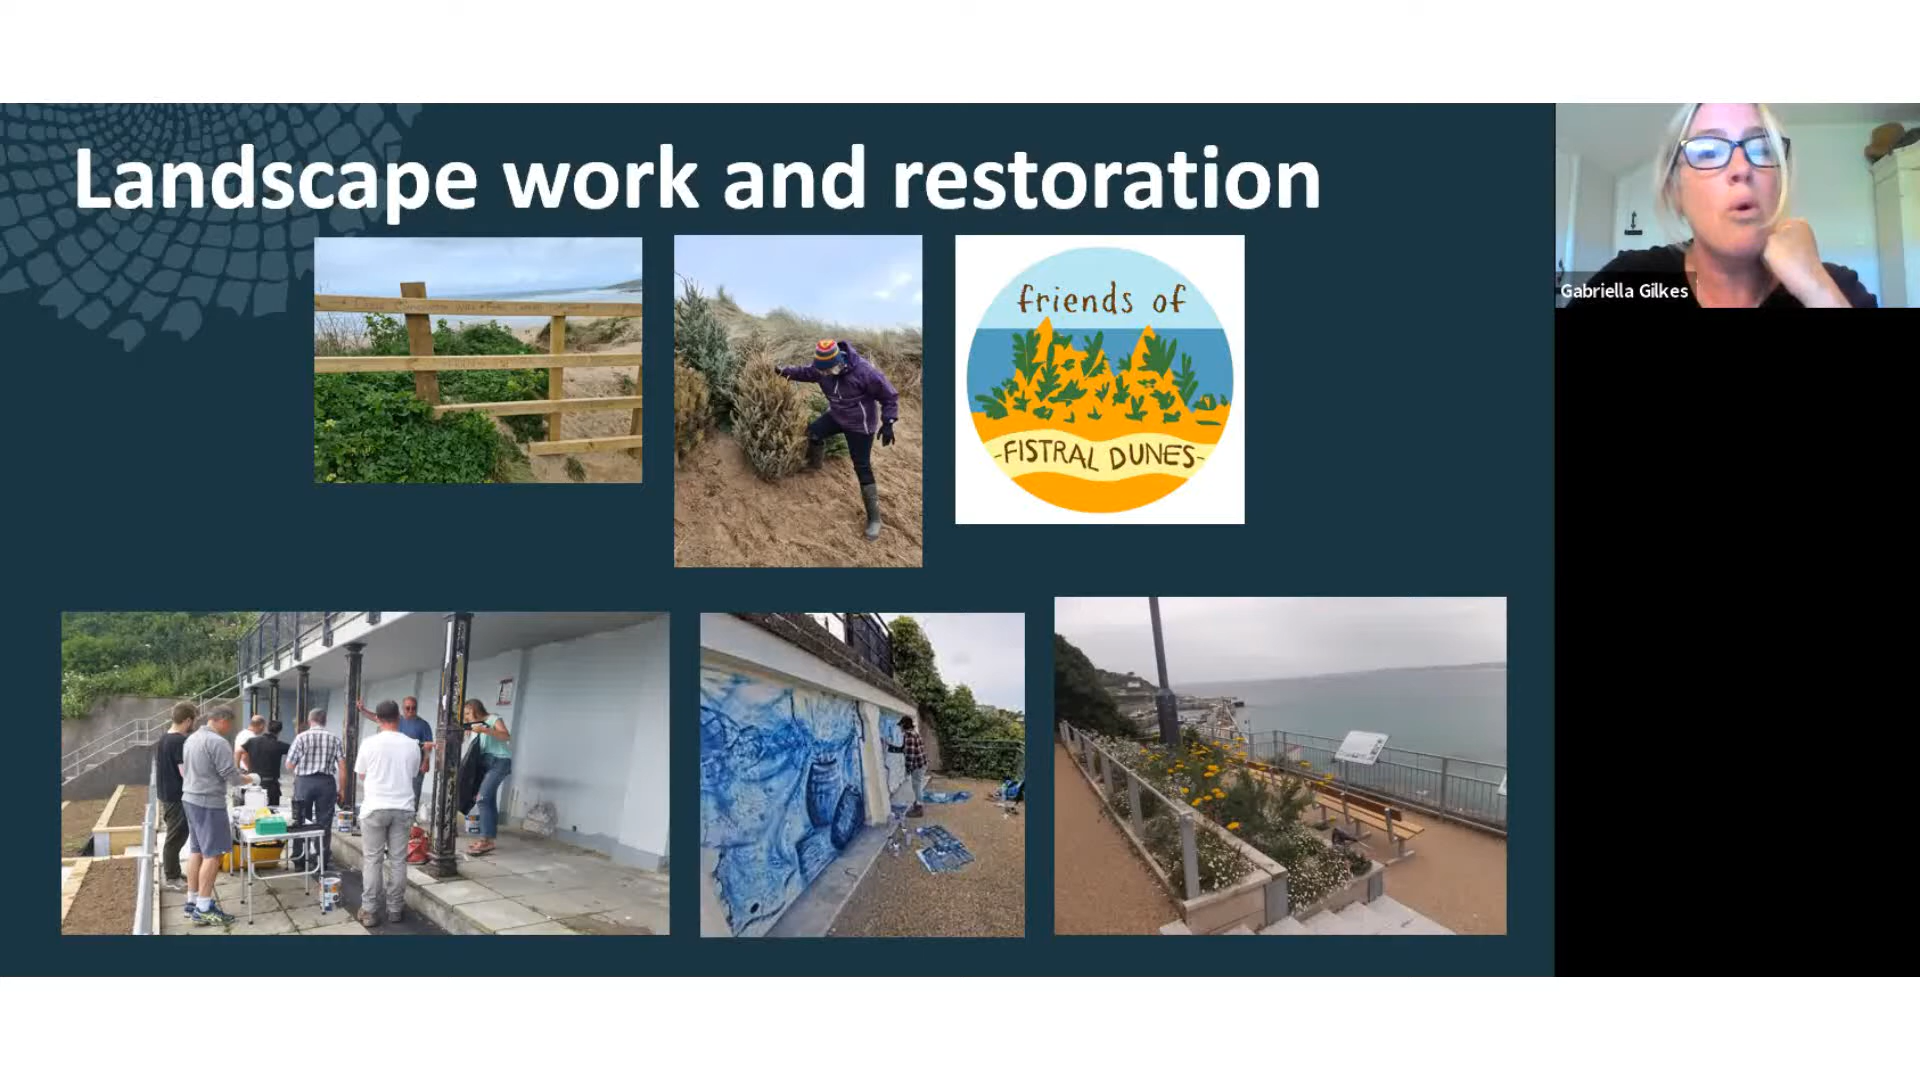 Landscape work and restoration
friends of
-FISTRAL DUNES-
Gabriella Gilkes